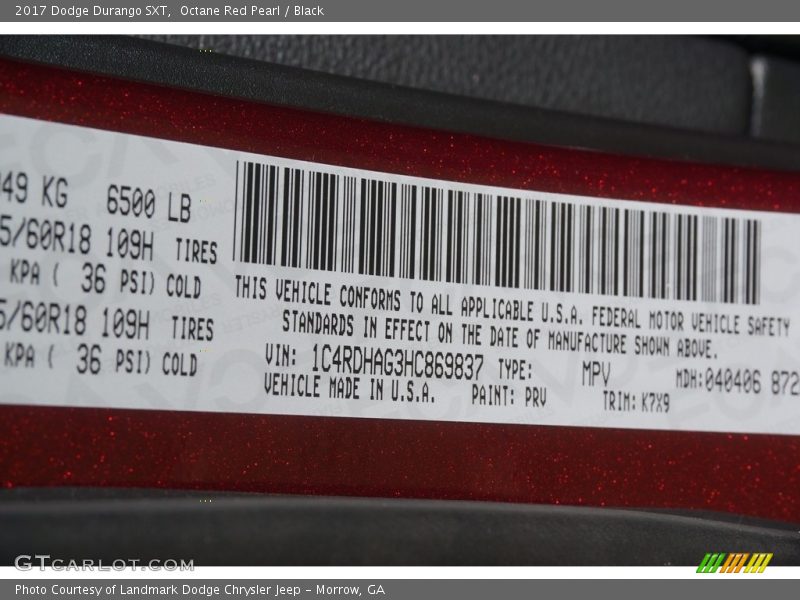 2017 Dodge Durango SXT, Octane Red Pearl / Black
049 KG 6500 LB
5/60R18 109H TIRES
KPA ( 36 PSI) COLD
5/60R18 109H TIRES
KPA ( 36 PSI) COLD
THIS VEHICLE CONFORMS TO ALL APPLICABLE U.S.A. FEDERAL MOTOR VEHICLE SAFETY
STANDARDS IN EFFECT ON THE DATE OF MANUFACTURE SHOWN ABOVE.
VIN: 1C4RDHAG3HC869837 TYPE: MPV MDH:040406 872
VEHICLE MADE IN U.S.A. PAINT: PRV TRIM: K7X9
GTCARLOT.COM
Photo Courtesy of Landmark Dodge Chrysler Jeep – Morrow, GA